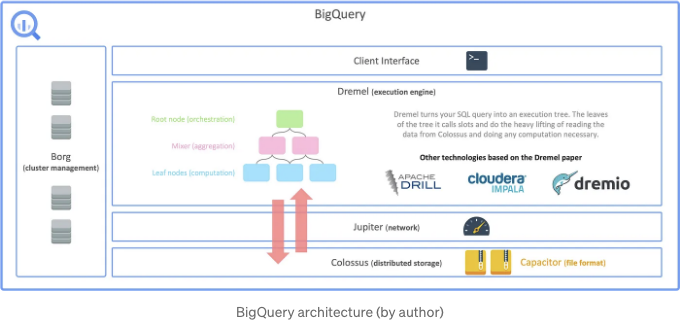 BigQuery
Client Interface
>_
Borg
(cluster management)
Dremel (execution engine)
Root node (orchestration)
Mixer (aggregation)
Leaf nodes (computation)
Dremel turns your SQL query into an execution tree. The leaves
of the tree it calls slots and do the heavy lifting of reading the
data from Colossus and doing any computation necessary.
Other technologies based on the Dremel paper
APACHE
DRILL
cloudera
IMPALA
dremio
Jupiter (network)
Colossus (distributed storage)
Capacitor (file format)
BigQuery architecture (by author)